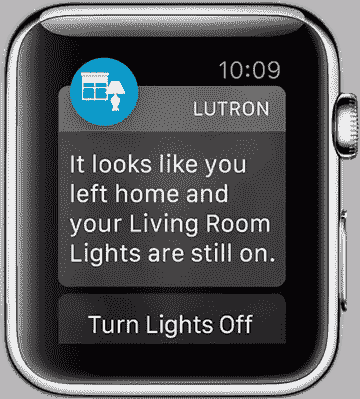 10:09
LUTRON
It looks like you
left home and
your Living Room
Lights are still on.
Turn Lights Off